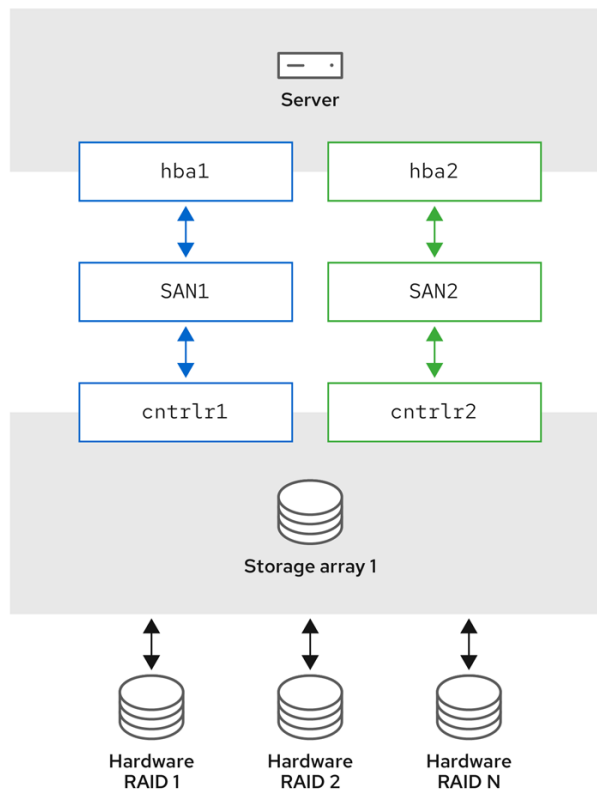 Server
hba1
hba2
SAN1
SAN2
cntrlr1
cntrlr2
Storage array 1
Hardware
RAID 1
Hardware
RAID 2
Hardware
RAID N